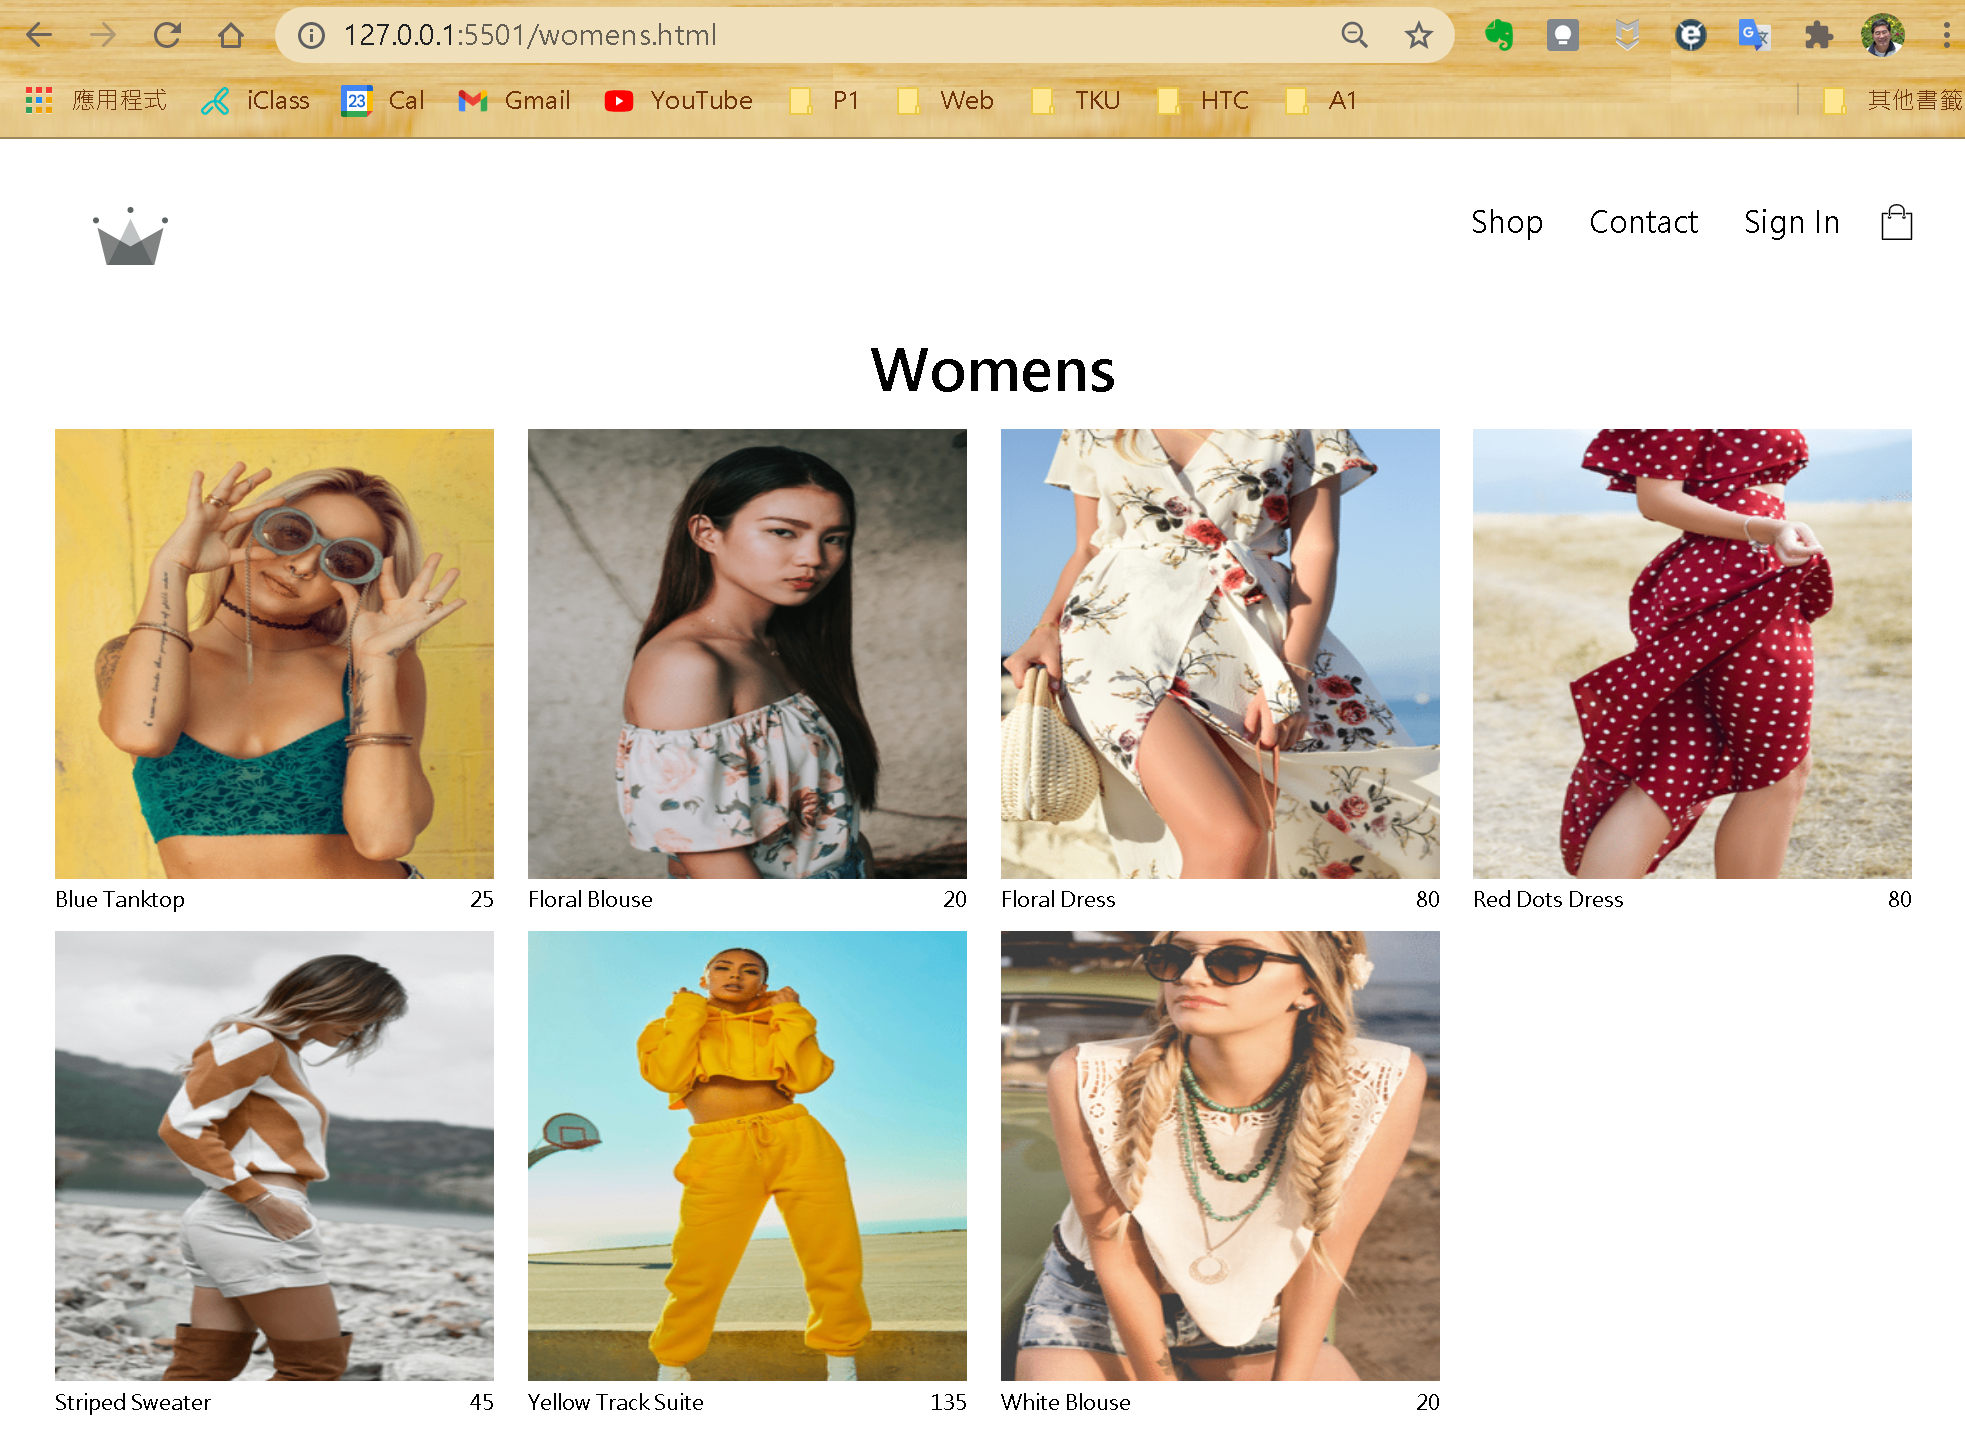 127.0.0.1:5501/womens.html
應用程式 iClass 23 Cal Gmail YouTube P1 Web TKU HTC A1 其他書籤
Shop Contact Sign In
Womens
Blue Tanktop 25 Floral Blouse 20 Floral Dress 80 Red Dots Dress 80
Striped Sweater 45 Yellow Track Suite 135 White Blouse 20